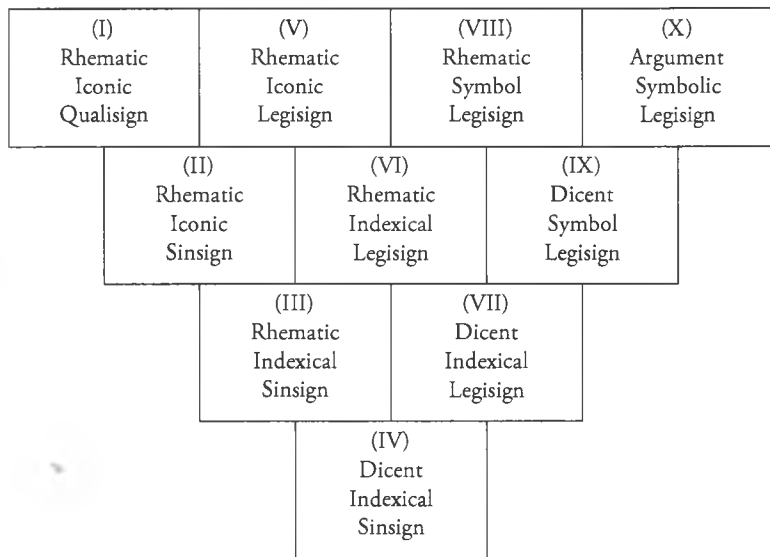 (I)
Rhematic
Iconic
Qualisign
(V)
Rhematic
Iconic
Legisign
(VIII)
Rhematic
Symbol
Legisign
(X)
Argument
Symbolic
Legisign
(II)
Rhematic
Iconic
Sinsign
(VI)
Rhematic
Indexical
Legisign
(IX)
Dicent
Symbol
Legisign
(III)
Rhematic
Indexical
Sinsign
(VII)
Dicent
Indexical
Legisign
(IV)
Dicent
Indexical
Sinsign